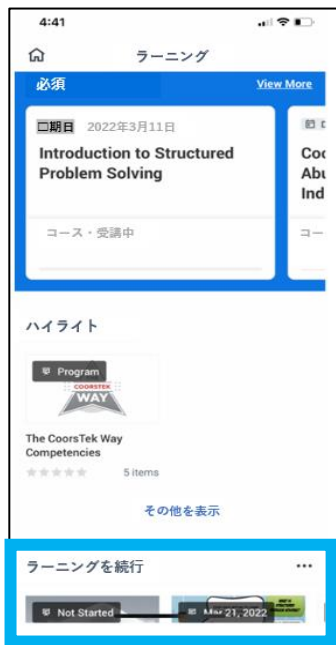 4:41
ラーニング
必須
View More
期日 2022年3月11日
Introduction to Structured
Problem Solving
コース・受講中
Coo
Abu
Ind
コー
ハイライト
Program
COORSTEK
WAY
The CoorsTek Way
Competencies
5 items
その他を表示
ラーニングを続行
Not Started
Mar 21, 2022